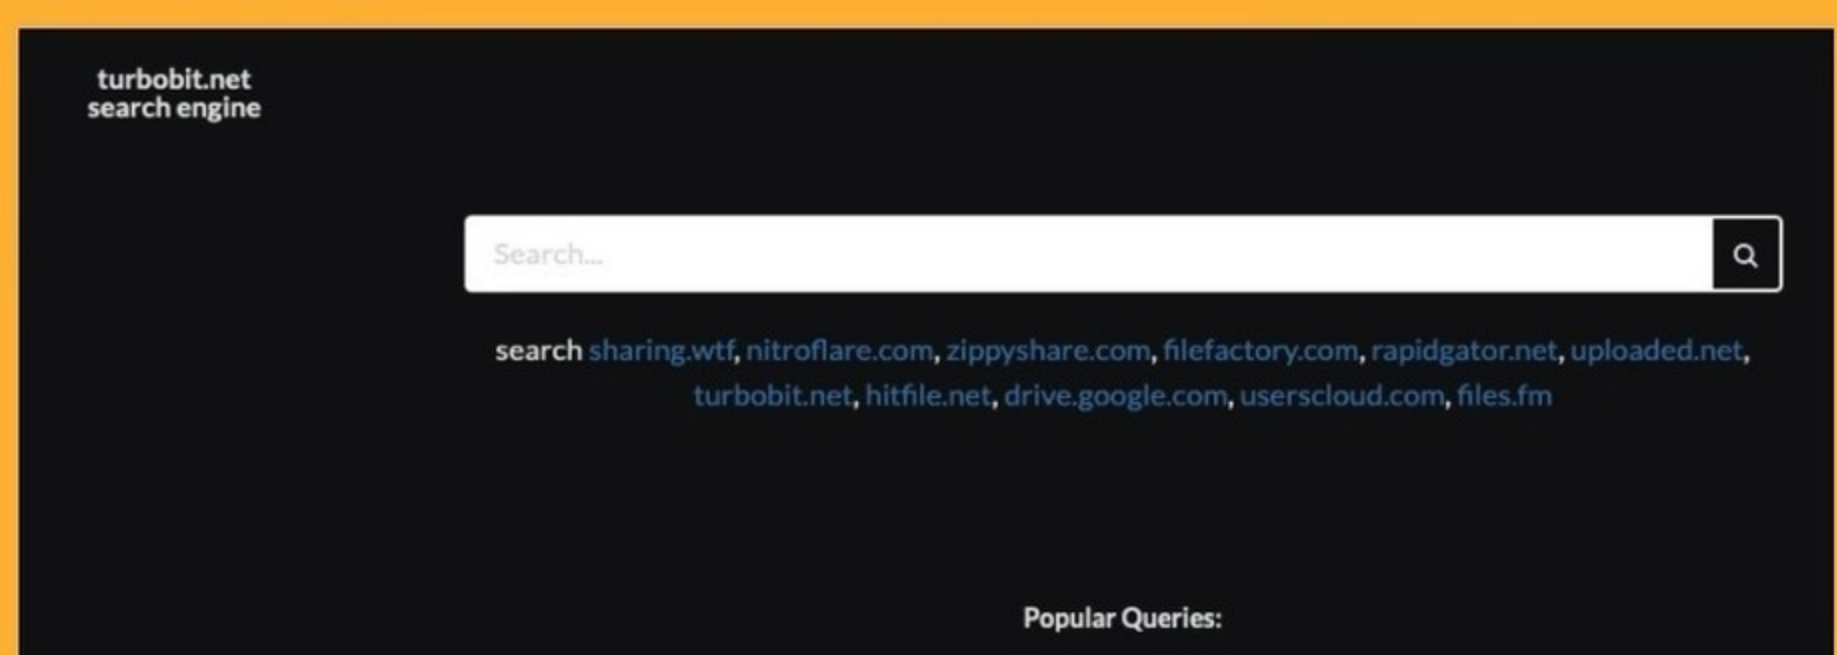 turbobit.net
search engine
Search...
search sharing.wtf, nitroflare.com, zippyshare.com, filefactory.com, rapidgator.net, uploaded.net,
turbobit.net, hitfile.net, drive.google.com, userscloud.com, files.fm
Popular Queries: